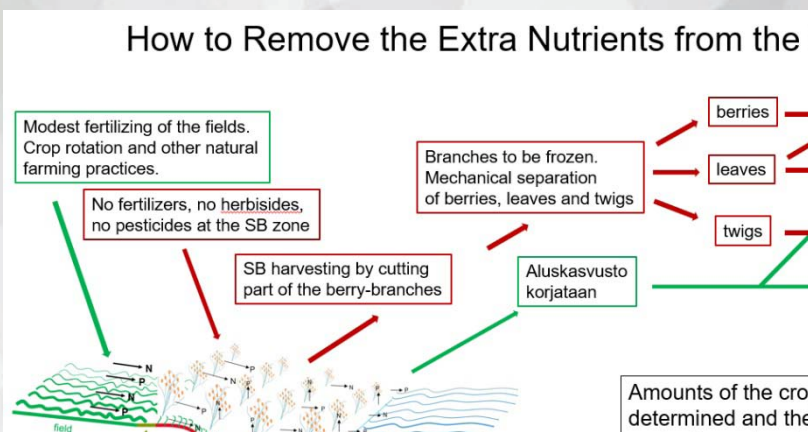 How to Remove the Extra Nutrients from the
Modest fertilizing of the fields.
Crop rotation and other natural
farming practices.
No fertilizers, no herbisides,
no pesticides at the SB zone
SB harvesting by cutting
part of the berry-branches
Branches to be frozen.
Mechanical separation
of berries, leaves and twigs
berries
leaves
twigs
Aluskasvusto
korjataan
N
P
N
P
N
P
N
P
field
Amounts of the cro
determined and the